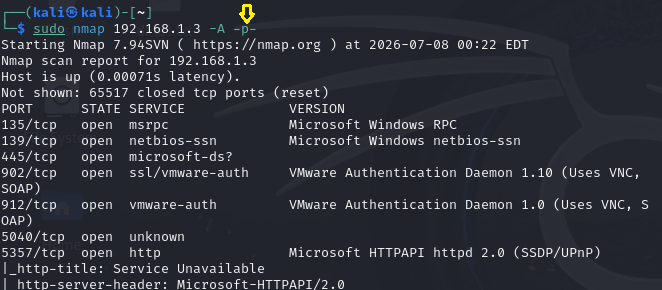 ┌──(kali㉿kali)-[~]
└─$ sudo nmap 192.168.1.3 -A -p-
Starting Nmap 7.94SVN ( https://nmap.org ) at 2026-07-08 00:22 EDT
Nmap scan report for 192.168.1.3
Host is up (0.00071s latency).
Not shown: 65517 closed tcp ports (reset)
PORT      STATE SERVICE         VERSION
135/tcp   open  msrpc           Microsoft Windows RPC
139/tcp   open  netbios-ssn     Microsoft Windows netbios-ssn
445/tcp   open  microsoft-ds?
902/tcp   open  ssl/vmware-auth VMware Authentication Daemon 1.10 (Uses VNC,
SOAP)
912/tcp   open  vmware-auth     VMware Authentication Daemon 1.0 (Uses VNC, S
OAP)
5040/tcp  open  unknown
5357/tcp  open  http            Microsoft HTTPAPI httpd 2.0 (SSDP/UPnP)
|_http-title: Service Unavailable
|_http-server-header: Microsoft-HTTPAPI/2.0